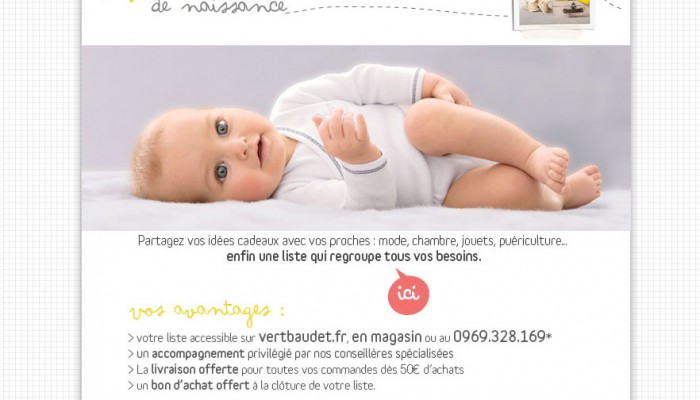 de naissance
Partagez vos idées cadeaux avec vos proches : mode, chambre, jouets, puériculture...
enfin une liste qui regroupe tous vos besoins.
ici
vos avantages :
> votre liste accessible sur vertbaudet.fr, en magasin ou au 0969.328.169*
> un accompagnement privilégié par nos conseillères spécialisées
> La livraison offerte pour toutes vos commandes dès 50€ d'achats
> un bon d'achat offert à la clôture de votre liste.